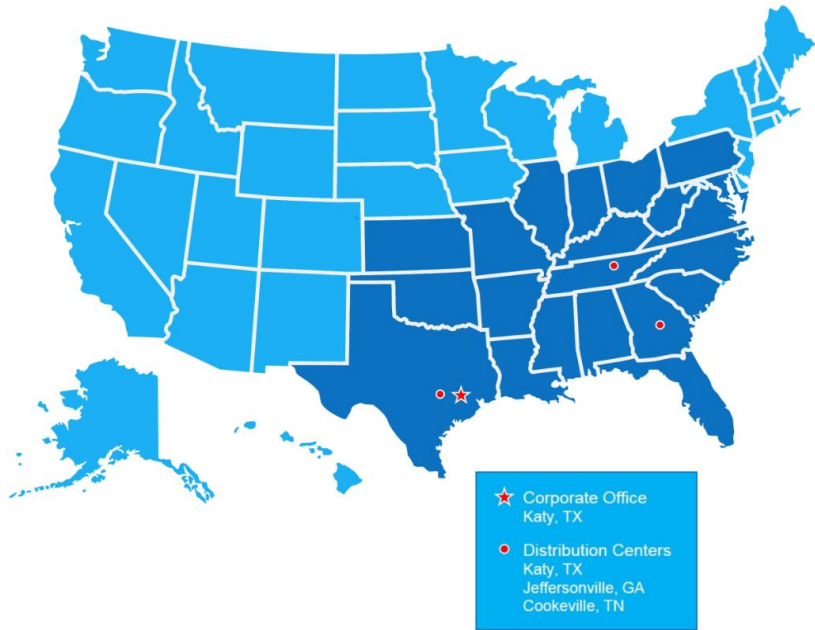 Corporate Office
Katy, TX
Distribution Centers
Katy, TX
Jeffersonville, GA
Cookeville, TN